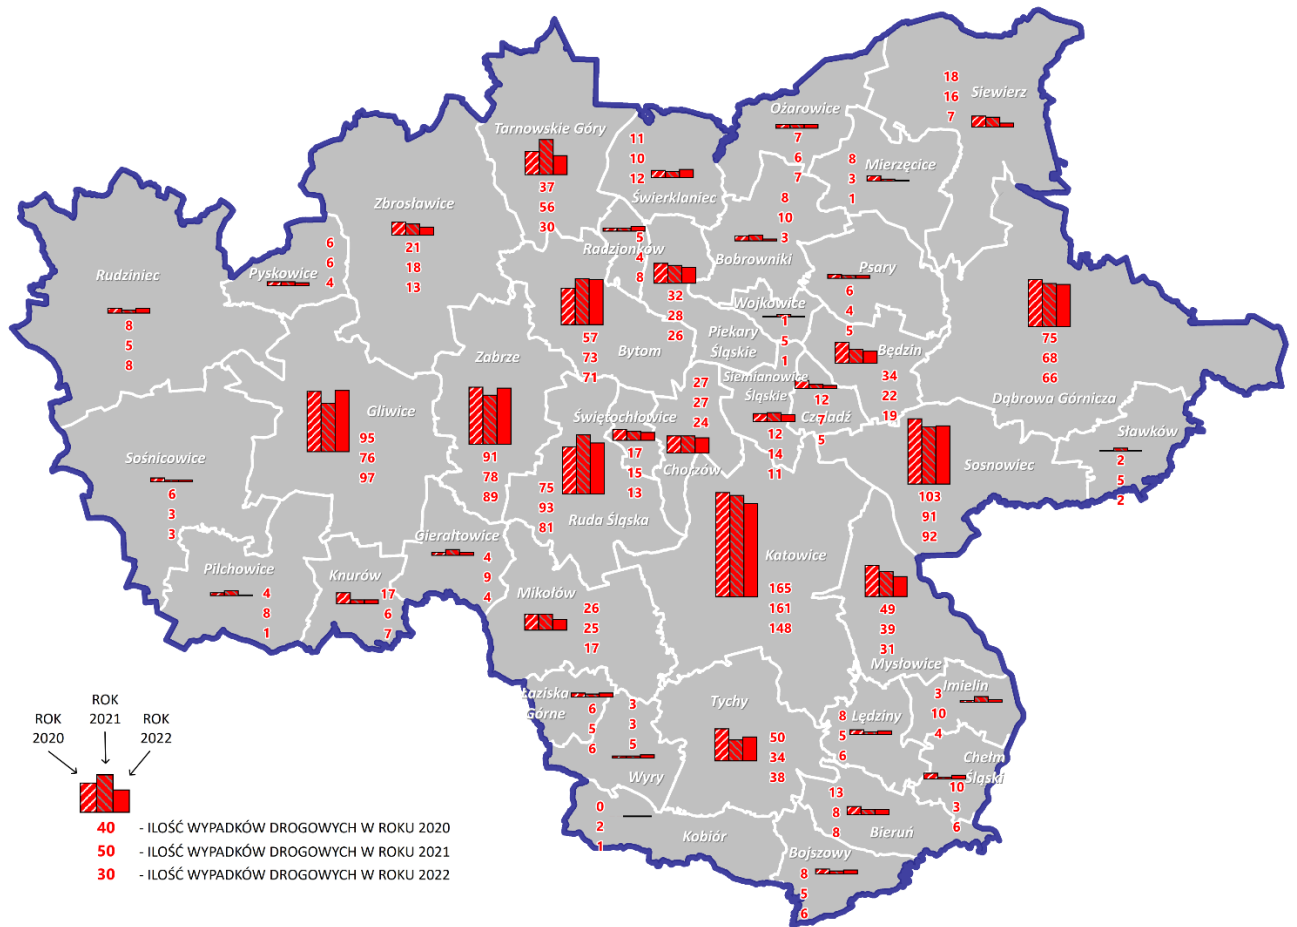 18
16
7
Siewierz
Ożarowice
7
6
7
Tarnowskie Góry
37
56
30
11
10
12
Świerklaniec
8
3
1
Mierzęcice
Zbrosławice
21
18
13
8
10
3
Bobrowniki
Radzionków
5
4
8
6
6
4
Pyskowice
Rudziniec
8
5
8
Psary
6
4
5
32
28
26
Piekary
Śląskie
Wojkowice
1
5
1
57
73
71
Bytom
75
68
66
Dąbrowa Górnicza
Będzin
34
22
19
Zabrze
91
78
89
Gliwice
95
76
97
27
27
24
Chorzów
Siemianowice
Śląskie
12
14
11
12
7
5
Czeladź
Świętochłowice
17
15
13
Sławków
2
5
2
Sosnowiec
103
91
92
Sośnicowice
6
3
3
75
93
81
Ruda Śląska
Gierałtowice
4
9
4
Katowice
165
161
148
Pilchowice
4
8
1
Knurów
17
6
7
Mikołów
26
25
17
49
39
31
Mysłowice
Imielin
3
10
4
Łaziska
Górne
6
5
6
3
3
5
Wyry
Tychy
50
34
38
Lędziny
8
5
6
Chełm
Śląski
10
3
6
13
8
8
Bieruń
0
2
1
Kobiór
Bojszowy
8
5
6
ROK
2020
ROK
2021
ROK
2022
40 - ILOŚĆ WYPADKÓW DROGOWYCH W ROKU 2020
50 - ILOŚĆ WYPADKÓW DROGOWYCH W ROKU 2021
30 - ILOŚĆ WYPADKÓW DROGOWYCH W ROKU 2022